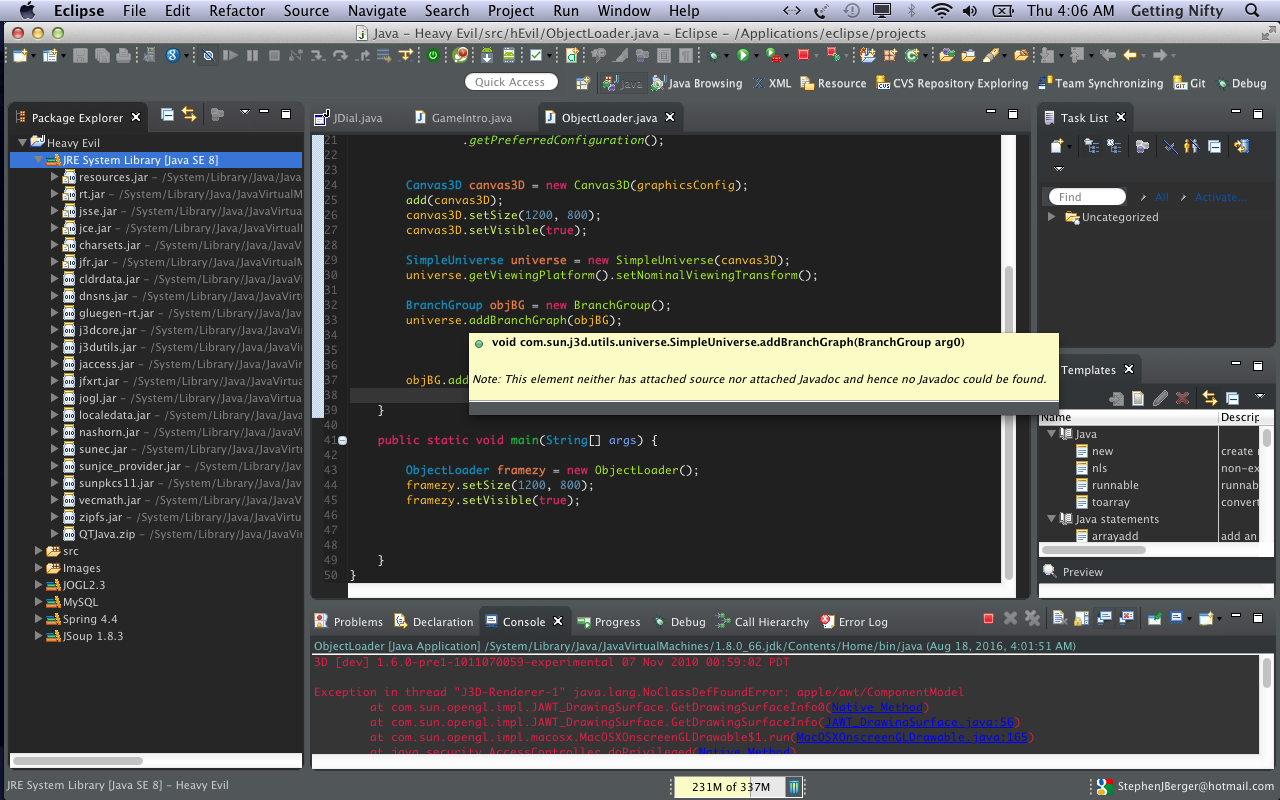 Eclipse File Edit Refactor Source Navigate Search Project Run Window Help Thu 4:06 AM Getting Nifty
Java – Heavy Evil/src/hEvil/ObjectLoader.java – Eclipse – /Applications/eclipse/projects
Quick Access Java Java Browsing XML Resource CVS Repository Exploring Team Synchronizing Git Debug
Package Explorer
Heavy Evil
JRE System Library [Java SE 8]
resources.jar – /System/Library/Java/Java
rt.jar – /System/Library/Java/JavaVirtualM
jsse.jar – /System/Library/Java/JavaVirtua
jce.jar – /System/Library/Java/JavaVirtuall
charsets.jar – /System/Library/Java/JavaV
jfr.jar – /System/Library/Java/JavaVirtualM
cldrdata.jar – /System/Library/Java/JavaV
dnsns.jar – /System/Library/Java/JavaVirtu
gluegen-rt.jar – /System/Library/Java/Java
j3dcore.jar – /System/Library/Java/JavaVir
j3dutils.jar – /System/Library/Java/JavaVir
jaccess.jar – /System/Library/Java/JavaVir
jfxrt.jar – /System/Library/Java/JavaVirtua
jogl.jar – /System/Library/Java/JavaVirtual
localedata.jar – /System/Library/Java/Java
nashorn.jar – /System/Library/Java/JavaVir
sunec.jar – /System/Library/Java/JavaVirtu
sunjce_provider.jar – /System/Library/Java
sunpkcs11.jar – /System/Library/Java/Java
vecmath.jar – /System/Library/Java/JavaVi
zipfs.jar – /System/Library/Java/JavaVirtu
QTJava.zip – /System/Library/Java/JavaVir
src
Images
JOGL2.3
MySQL
Spring 4.4
JSoup 1.8.3
JDial.java GameIntro.java ObjectLoader.java
21 .getPreferredConfiguration();
22
23
24 Canvas3D canvas3D = new Canvas3D(graphicsConfig);
25 add(canvas3D);
26 canvas3D.setSize(1200, 800);
27 canvas3D.setVisible(true);
28
29 SimpleUniverse universe = new SimpleUniverse(canvas3D);
30 universe.getViewingPlatform().setNominalViewingTransform();
31
32 BranchGroup objBG = new BranchGroup();
33 universe.addBranchGraph(objBG);
34
void com.sun.j3d.utils.universe.SimpleUniverse.addBranchGraph(BranchGroup arg0)
35
36
37 objBG.add
Note: This element neither has attached source nor attached Javadoc and hence no Javadoc could be found.
38
39 }
40
41 public static void main(String[] args) {
42
43 ObjectLoader framezy = new ObjectLoader();
44 framezy.setSize(1200, 800);
45 framezy.setVisible(true);
46
47
48
49 }
50 }
Task List
Find All Activate...
Uncategorized
Templates
Name Descrip
Java
new create
nls non-ex
runnable runnab
toarray convert
Java statements
arrayadd add an
Preview
Problems Declaration Console Progress Debug Call Hierarchy Error Log
ObjectLoader [Java Application] /System/Library/Java/JavaVirtualMachines/1.8.0_66.jdk/Contents/Home/bin/java (Aug 18, 2016, 4:01:51 AM)
3D [dev] 1.6.0-pre1-1011070059-experimental 07 Nov 2010 00:59:02 PDT
Exception in thread "J3D-Renderer-1" java.lang.NoClassDefFoundError: apple/awt/ComponentModel
at com.sun.opengl.impl.JAWT_DrawingSurface.GetDrawingSurfaceInfo0(Native Method)
at com.sun.opengl.impl.JAWT_DrawingSurface.GetDrawingSurfaceInfo(JAWT_DrawingSurface.java:56)
at com.sun.opengl.impl.macosx.MacOSXOnscreenGLDrawable$1.run(MacOSXOnscreenGLDrawable.java:165)
at java.security.AccessController.doPrivileged(Native Method)
JRE System Library [Java SE 8] – Heavy Evil 231M of 337M StephenJBerger@hotmail.com